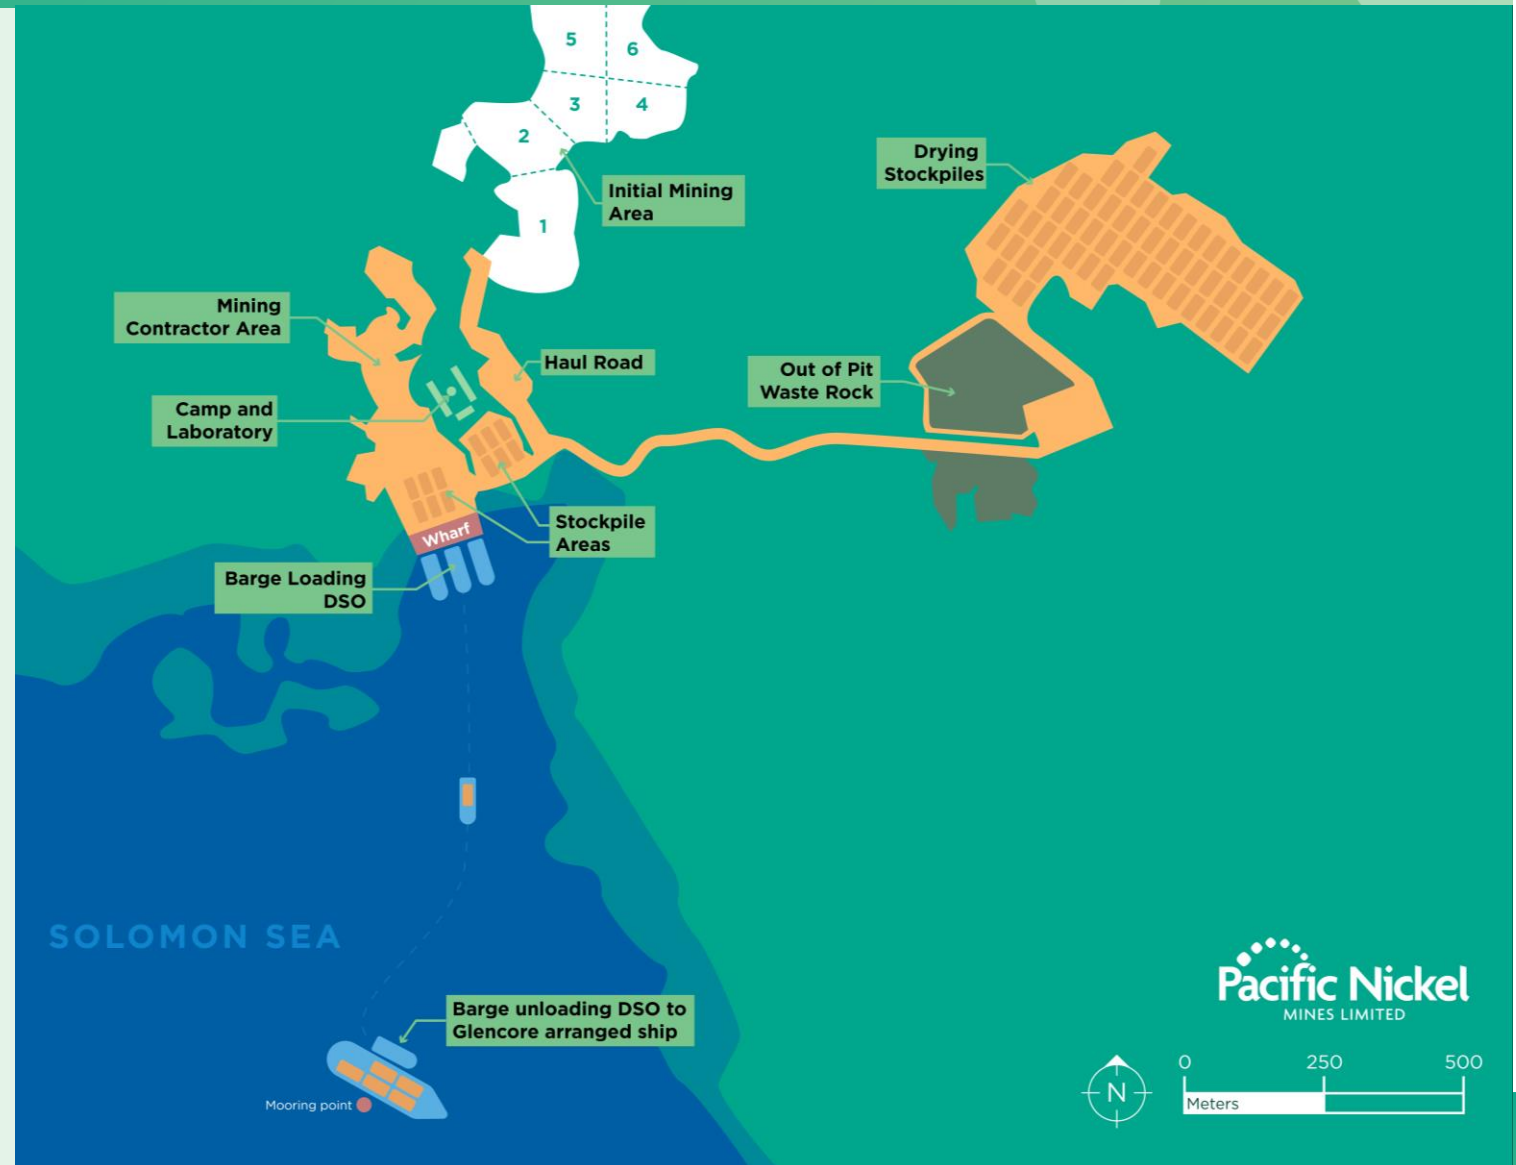 5
6
3
4
2
Initial Mining
Area
1
Drying
Stockpiles
Mining
Contractor Area
Haul Road
Camp and
Laboratory
Out of Pit
Waste Rock
Stockpile
Areas
Wharf
Barge Loading
DSO
SOLOMON SEA
Barge unloading DSO to
Glencore arranged ship
Mooring point
Pacific Nickel
MINES LIMITED
N
0 250 500
Meters